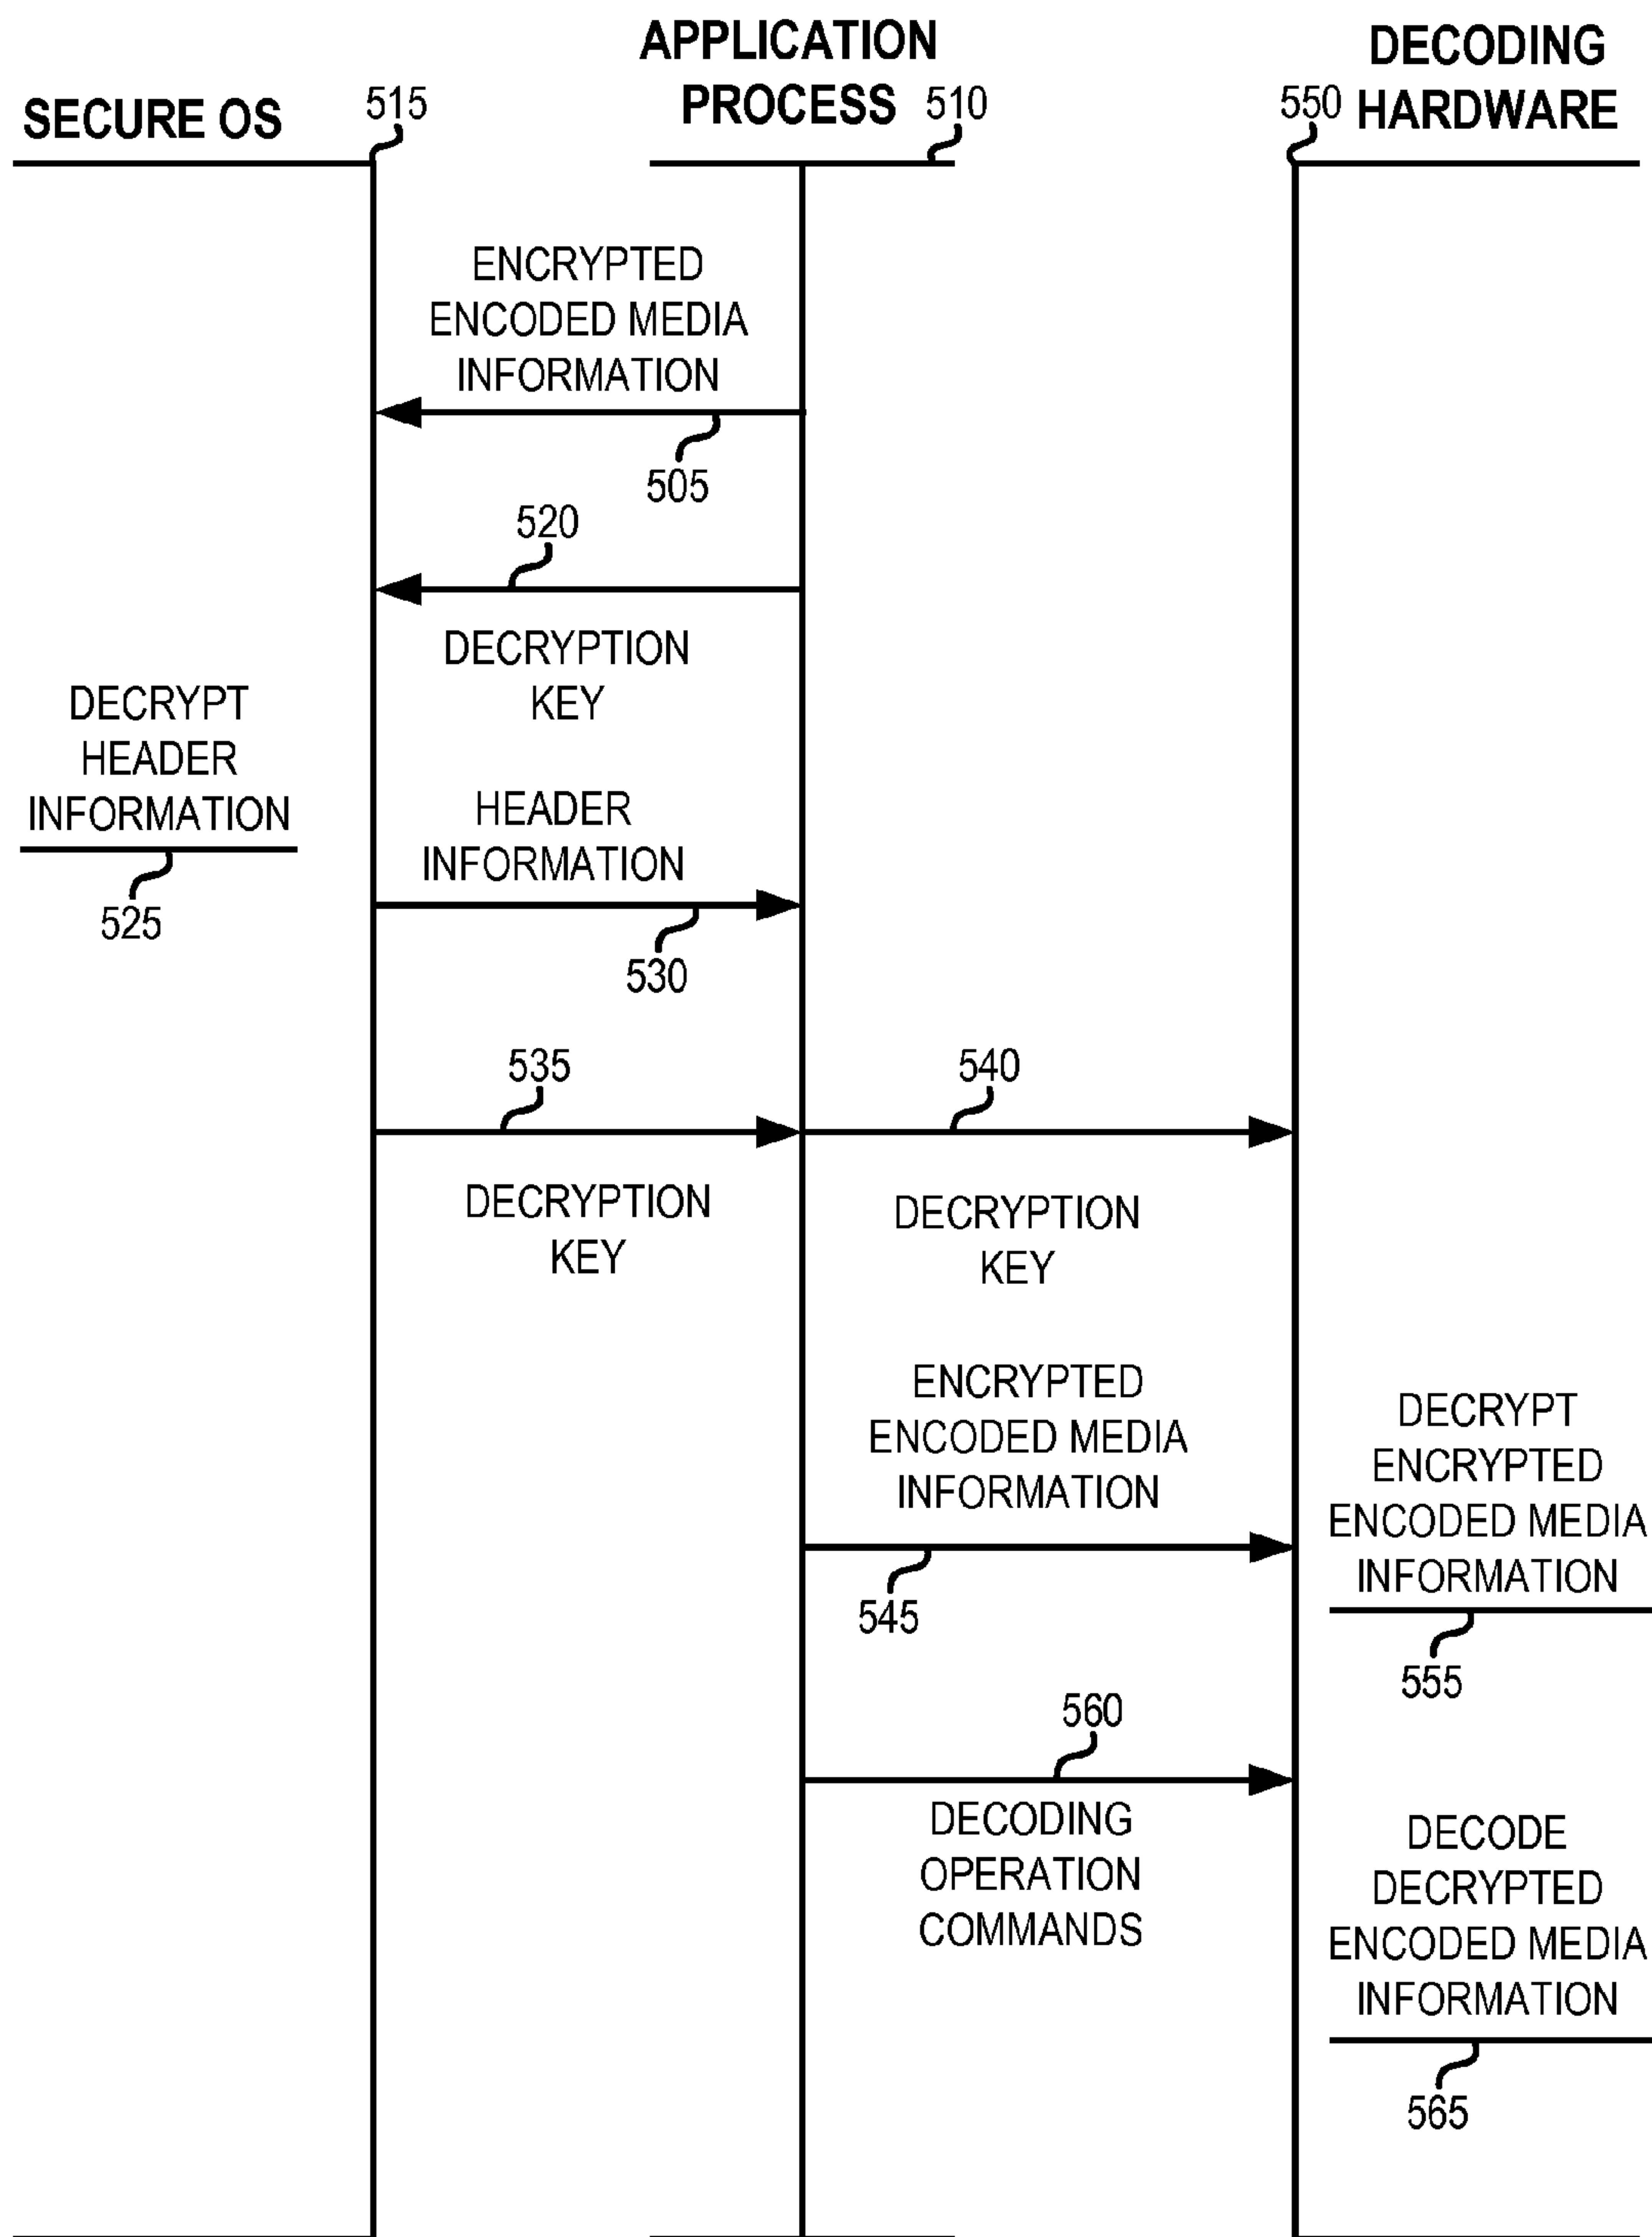 SECURE OS
515
APPLICATION
PROCESS 510
550
DECODING
HARDWARE
ENCRYPTED
ENCODED MEDIA
INFORMATION
505
520
DECRYPTION
KEY
DECRYPT
HEADER
INFORMATION
525
HEADER
INFORMATION
530
535
540
DECRYPTION
KEY
DECRYPTION
KEY
ENCRYPTED
ENCODED MEDIA
INFORMATION
545
DECRYPT
ENCRYPTED
ENCODED MEDIA
INFORMATION
555
560
DECODING
OPERATION
COMMANDS
DECODE
DECRYPTED
ENCODED MEDIA
INFORMATION
565